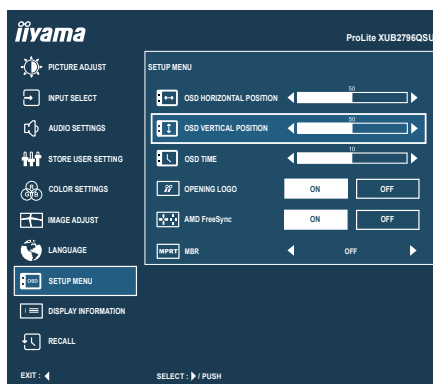 iiyama
ProLite XUB2796QSU
PICTURE ADJUST
INPUT SELECT
AUDIO SETTINGS
STORE USER SETTING
R G B
COLOR SETTINGS
IMAGE ADJUST
LANGUAGE
OSD
SETUP MENU
DISPLAY INFORMATION
RECALL
SETUP MENU
OSD HORIZONTAL POSITION
50
OSD VERTICAL POSITION
50
OSD TIME
10
OPENING LOGO ON OFF
AMD FreeSync ON OFF
MPRT MBR OFF
EXIT :
SELECT : / PUSH